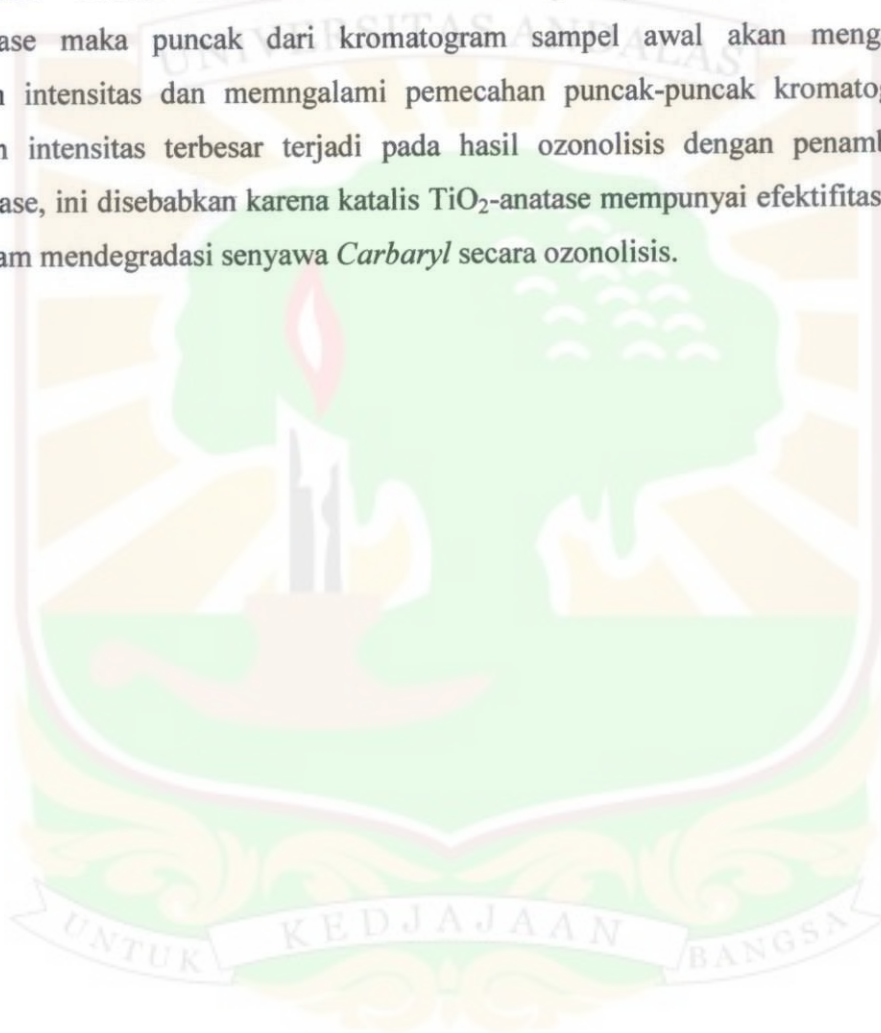 ase maka puncak dari kromatogram sampel awal akan meng
UNIVERSITAS ANDALAS
n intensitas dan memngalami pemecahan puncak-puncak kromatog
n intensitas terbesar terjadi pada hasil ozonolisis dengan penamb
ase, ini disebabkan karena katalis TiO₂-anatase mempunyai efektifitas
am mendegradasi senyawa Carbaryl secara ozonolisis.
UNTUK KEDJAJAAN BANGSA